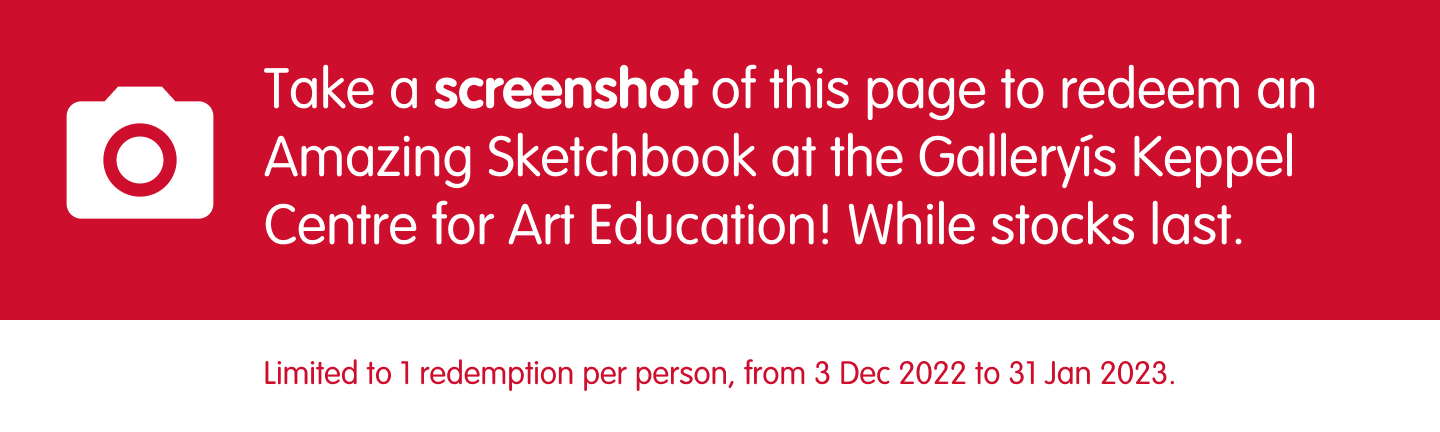 Take a screenshot of this page to redeem an
Amazing Sketchbook at the Galleryís Keppel
Centre for Art Education! While stocks last.
Limited to 1 redemption per person, from 3 Dec 2022 to 31 Jan 2023.